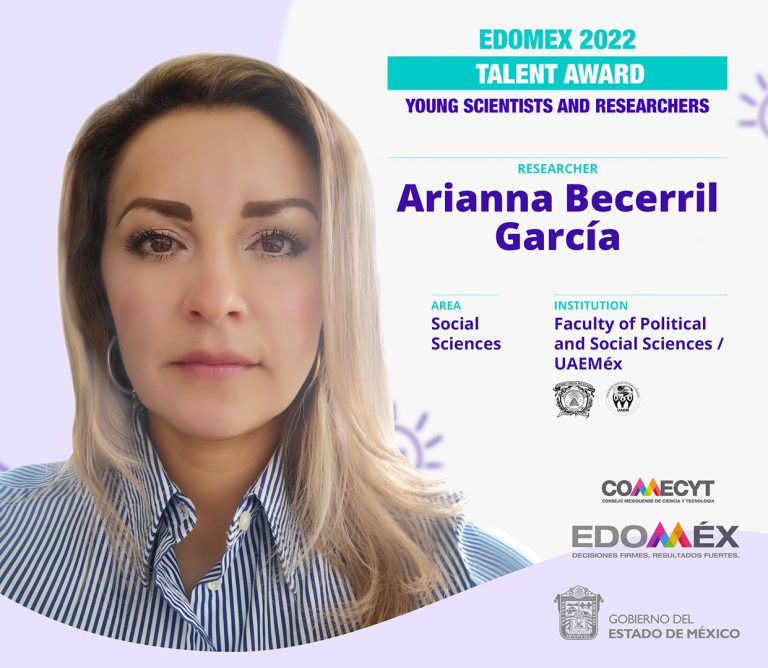 EDOMEX 2022
TALENT AWARD
YOUNG SCIENTISTS AND RESEARCHERS
RESEARCHER
Arianna Becerril
García
AREA
Social
Sciences
INSTITUTION
Faculty of Political
and Social Sciences /
UAEMéx
UAEM
COMECYT
CONSEJO MEXIQUENSE DE CIENCIA Y TECNOLOGÍA
EDOMÉX
DECISIONES FIRMES, RESULTADOS FUERTES.
GOBIERNO DEL
ESTADO DE MÉXICO